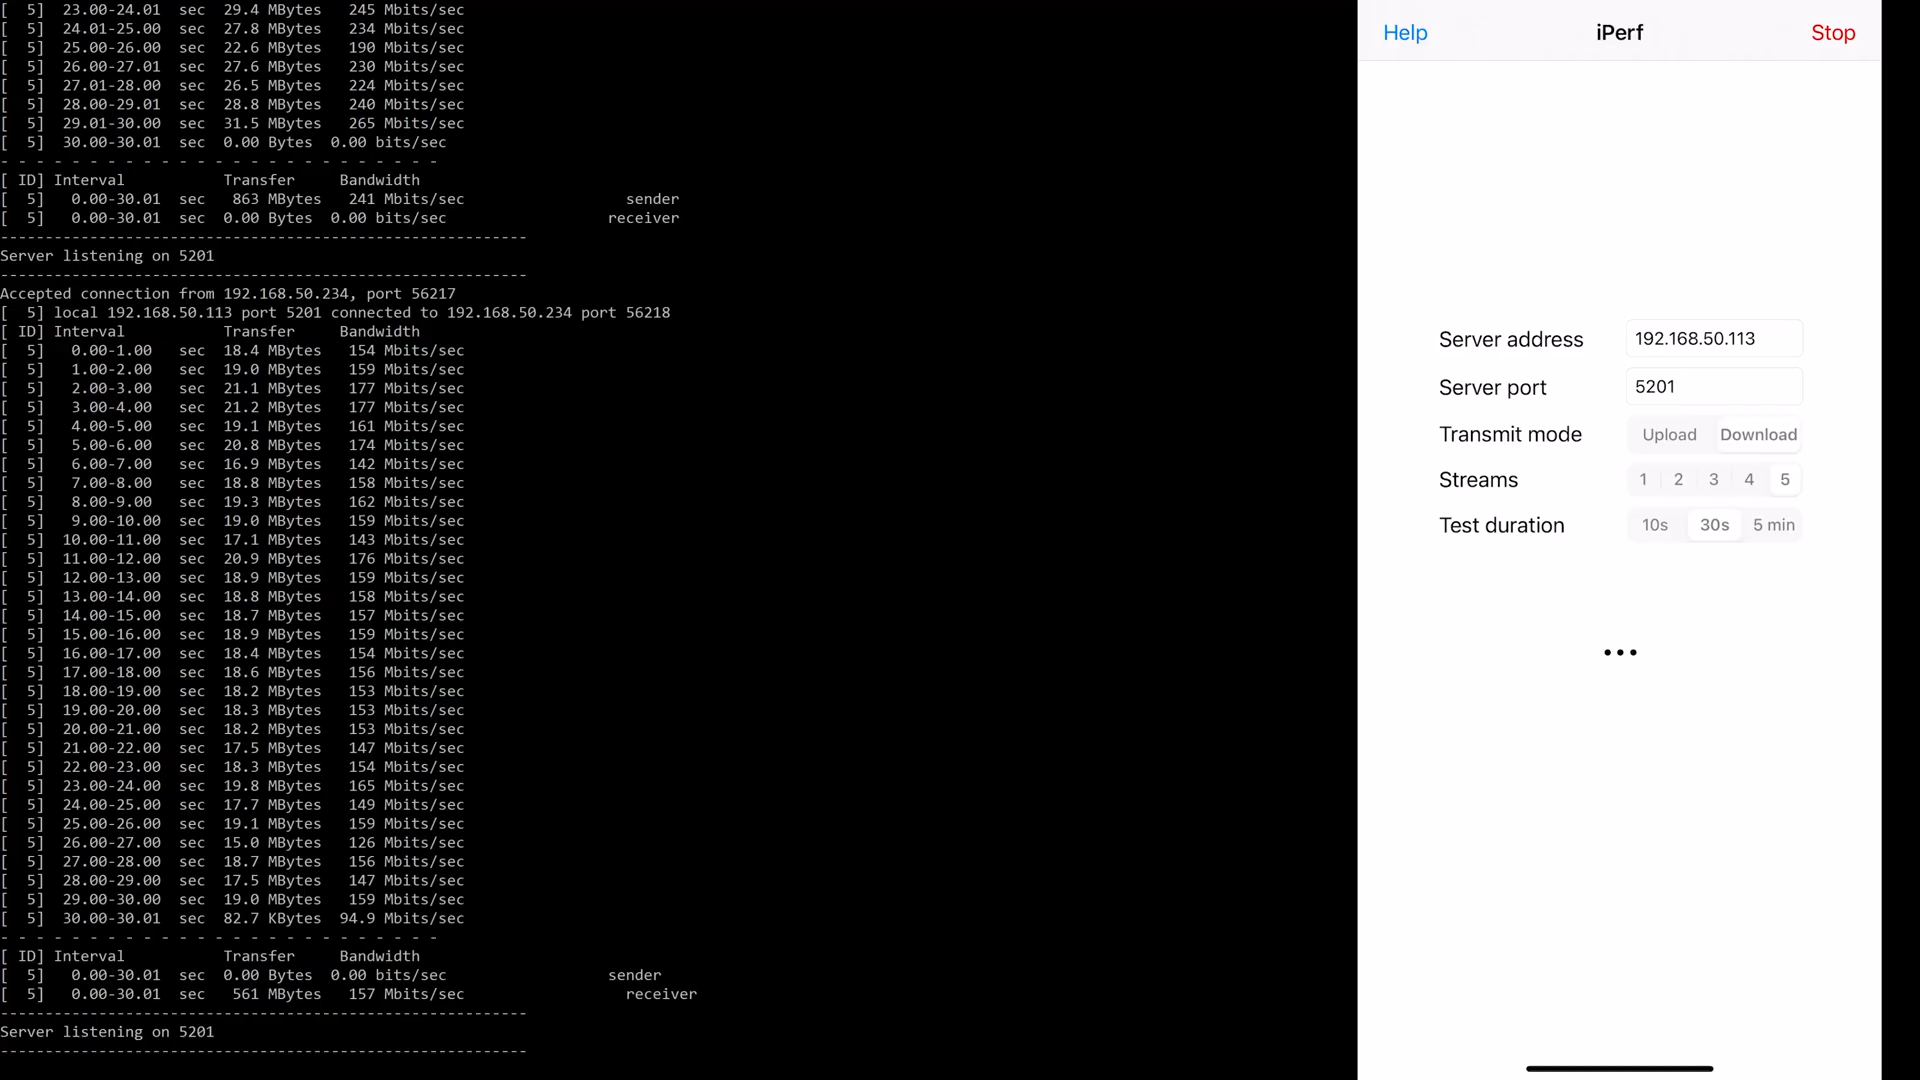 [  5]  23.00-24.01  sec  29.4 MBytes   245 Mbits/sec
[  5]  24.01-25.00  sec  27.8 MBytes   234 Mbits/sec
[  5]  25.00-26.00  sec  22.6 MBytes   190 Mbits/sec
[  5]  26.00-27.01  sec  27.6 MBytes   230 Mbits/sec
[  5]  27.01-28.00  sec  26.5 MBytes   224 Mbits/sec
[  5]  28.00-29.01  sec  28.8 MBytes   240 Mbits/sec
[  5]  29.01-30.00  sec  31.5 MBytes   265 Mbits/sec
[  5]  30.00-30.01  sec  0.00 Bytes  0.00 bits/sec
- - - - - - - - - - - - - - - - - - - - - - - - -
[ ID] Interval           Transfer     Bandwidth
[  5]   0.00-30.01  sec   863 MBytes   241 Mbits/sec                  sender
[  5]   0.00-30.01  sec  0.00 Bytes  0.00 bits/sec                  receiver
-----------------------------------------------------------
Server listening on 5201
-----------------------------------------------------------
Accepted connection from 192.168.50.234, port 56217
[  5] local 192.168.50.113 port 5201 connected to 192.168.50.234 port 56218
[ ID] Interval           Transfer     Bandwidth
[  5]   0.00-1.00   sec  18.4 MBytes   154 Mbits/sec
[  5]   1.00-2.00   sec  19.0 MBytes   159 Mbits/sec
[  5]   2.00-3.00   sec  21.1 MBytes   177 Mbits/sec
[  5]   3.00-4.00   sec  21.2 MBytes   177 Mbits/sec
[  5]   4.00-5.00   sec  19.1 MBytes   161 Mbits/sec
[  5]   5.00-6.00   sec  20.8 MBytes   174 Mbits/sec
[  5]   6.00-7.00   sec  16.9 MBytes   142 Mbits/sec
[  5]   7.00-8.00   sec  18.8 MBytes   158 Mbits/sec
[  5]   8.00-9.00   sec  19.3 MBytes   162 Mbits/sec
[  5]   9.00-10.00  sec  19.0 MBytes   159 Mbits/sec
[  5]  10.00-11.00  sec  17.1 MBytes   143 Mbits/sec
[  5]  11.00-12.00  sec  20.9 MBytes   176 Mbits/sec
[  5]  12.00-13.00  sec  18.9 MBytes   159 Mbits/sec
[  5]  13.00-14.00  sec  18.8 MBytes   158 Mbits/sec
[  5]  14.00-15.00  sec  18.7 MBytes   157 Mbits/sec
[  5]  15.00-16.00  sec  18.9 MBytes   159 Mbits/sec
[  5]  16.00-17.00  sec  18.4 MBytes   154 Mbits/sec
[  5]  17.00-18.00  sec  18.6 MBytes   156 Mbits/sec
[  5]  18.00-19.00  sec  18.2 MBytes   153 Mbits/sec
[  5]  19.00-20.00  sec  18.3 MBytes   153 Mbits/sec
[  5]  20.00-21.00  sec  18.2 MBytes   153 Mbits/sec
[  5]  21.00-22.00  sec  17.5 MBytes   147 Mbits/sec
[  5]  22.00-23.00  sec  18.3 MBytes   154 Mbits/sec
[  5]  23.00-24.00  sec  19.8 MBytes   165 Mbits/sec
[  5]  24.00-25.00  sec  17.7 MBytes   149 Mbits/sec
[  5]  25.00-26.00  sec  19.1 MBytes   159 Mbits/sec
[  5]  26.00-27.00  sec  15.0 MBytes   126 Mbits/sec
[  5]  27.00-28.00  sec  18.7 MBytes   156 Mbits/sec
[  5]  28.00-29.00  sec  17.5 MBytes   147 Mbits/sec
[  5]  29.00-30.00  sec  19.0 MBytes   159 Mbits/sec
[  5]  30.00-30.01  sec  82.7 KBytes  94.9 Mbits/sec
- - - - - - - - - - - - - - - - - - - - - - - - -
[ ID] Interval           Transfer     Bandwidth
[  5]   0.00-30.01  sec  0.00 Bytes  0.00 bits/sec                  sender
[  5]   0.00-30.01  sec   561 MBytes   157 Mbits/sec                  receiver
-----------------------------------------------------------
Server listening on 5201
-----------------------------------------------------------
Help iPerf Stop
Server address 192.168.50.113
Server port 5201
Transmit mode Upload Download
Streams 1 2 3 4 5
Test duration 10s 30s 5 min
...